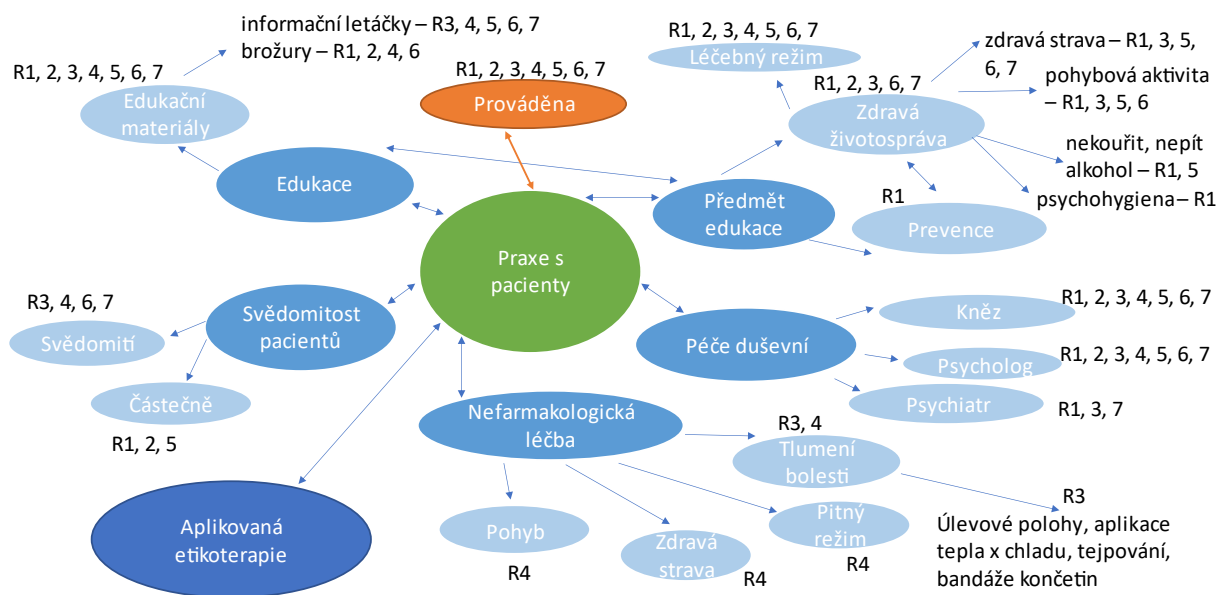 informační letáčky – R3, 4, 5, 6, 7
brožury – R1, 2, 4, 6
R1, 2, 3, 4, 5, 6, 7
Edukační
materiály
R1, 2, 3, 4, 5, 6, 7
Prováděna
Edukace
R1, 2, 3, 4, 5, 6, 7
Léčebný režim
R1, 2, 3, 6, 7
Zdravá
životospráva
zdravá strava – R1, 3, 5,
6, 7
pohybová aktivita
– R1, 3, 5, 6
nekouřit, nepít
alkohol – R1, 5
psychohygiena – R1
R1
Prevence
Předmět
edukace
Praxe s
pacienty
R3, 4, 6, 7
Svědomití
Svědomitost
pacientů
Částečně
R1, 2, 5
Péče duševní
Kněz
R1, 2, 3, 4, 5, 6, 7
Psycholog
R1, 2, 3, 4, 5, 6, 7
Psychiatr
R1, 3, 7
Nefarmakologická
léčba
R3, 4
Tlumení
bolesti
R3
Úlevové polohy, aplikace
tepla x chladu, tejpování,
bandáže končetin
Aplikovaná
etikoterapie
Pohyb
R4
Zdravá
strava
R4
Pitný
režim
R4